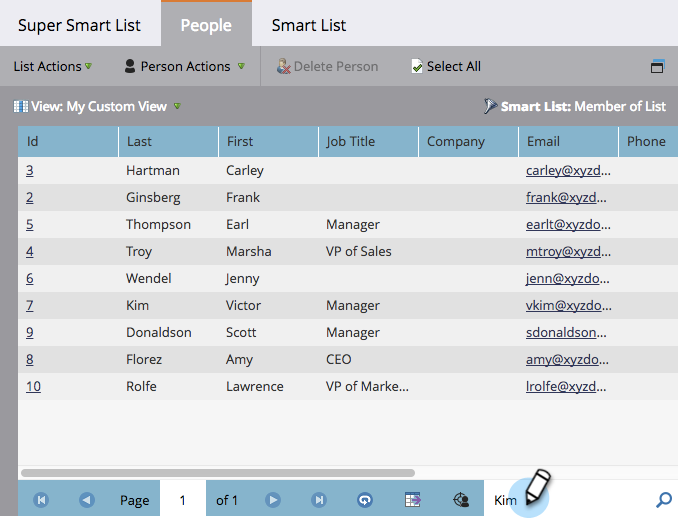 Super Smart List People Smart List
List Actions Person Actions Delete Person Select All
View: My Custom View Smart List: Member of List
Id Last First Job Title Company Email Phone
3 Hartman Carley carley@xyzd...
2 Ginsberg Frank frank@xyzd...
5 Thompson Earl Manager earlt@xyzdo...
4 Troy Marsha VP of Sales mtroy@xyzd...
6 Wendel Jenny jenn@xyzdo...
7 Kim Victor Manager vkim@xyzdo...
9 Donaldson Scott Manager sdonaldson...
8 Florez Amy CEO amy@xyzdo...
10 Rolfe Lawrence VP of Marke... lrolfe@xyzd...
Page 1 of 1 Kim